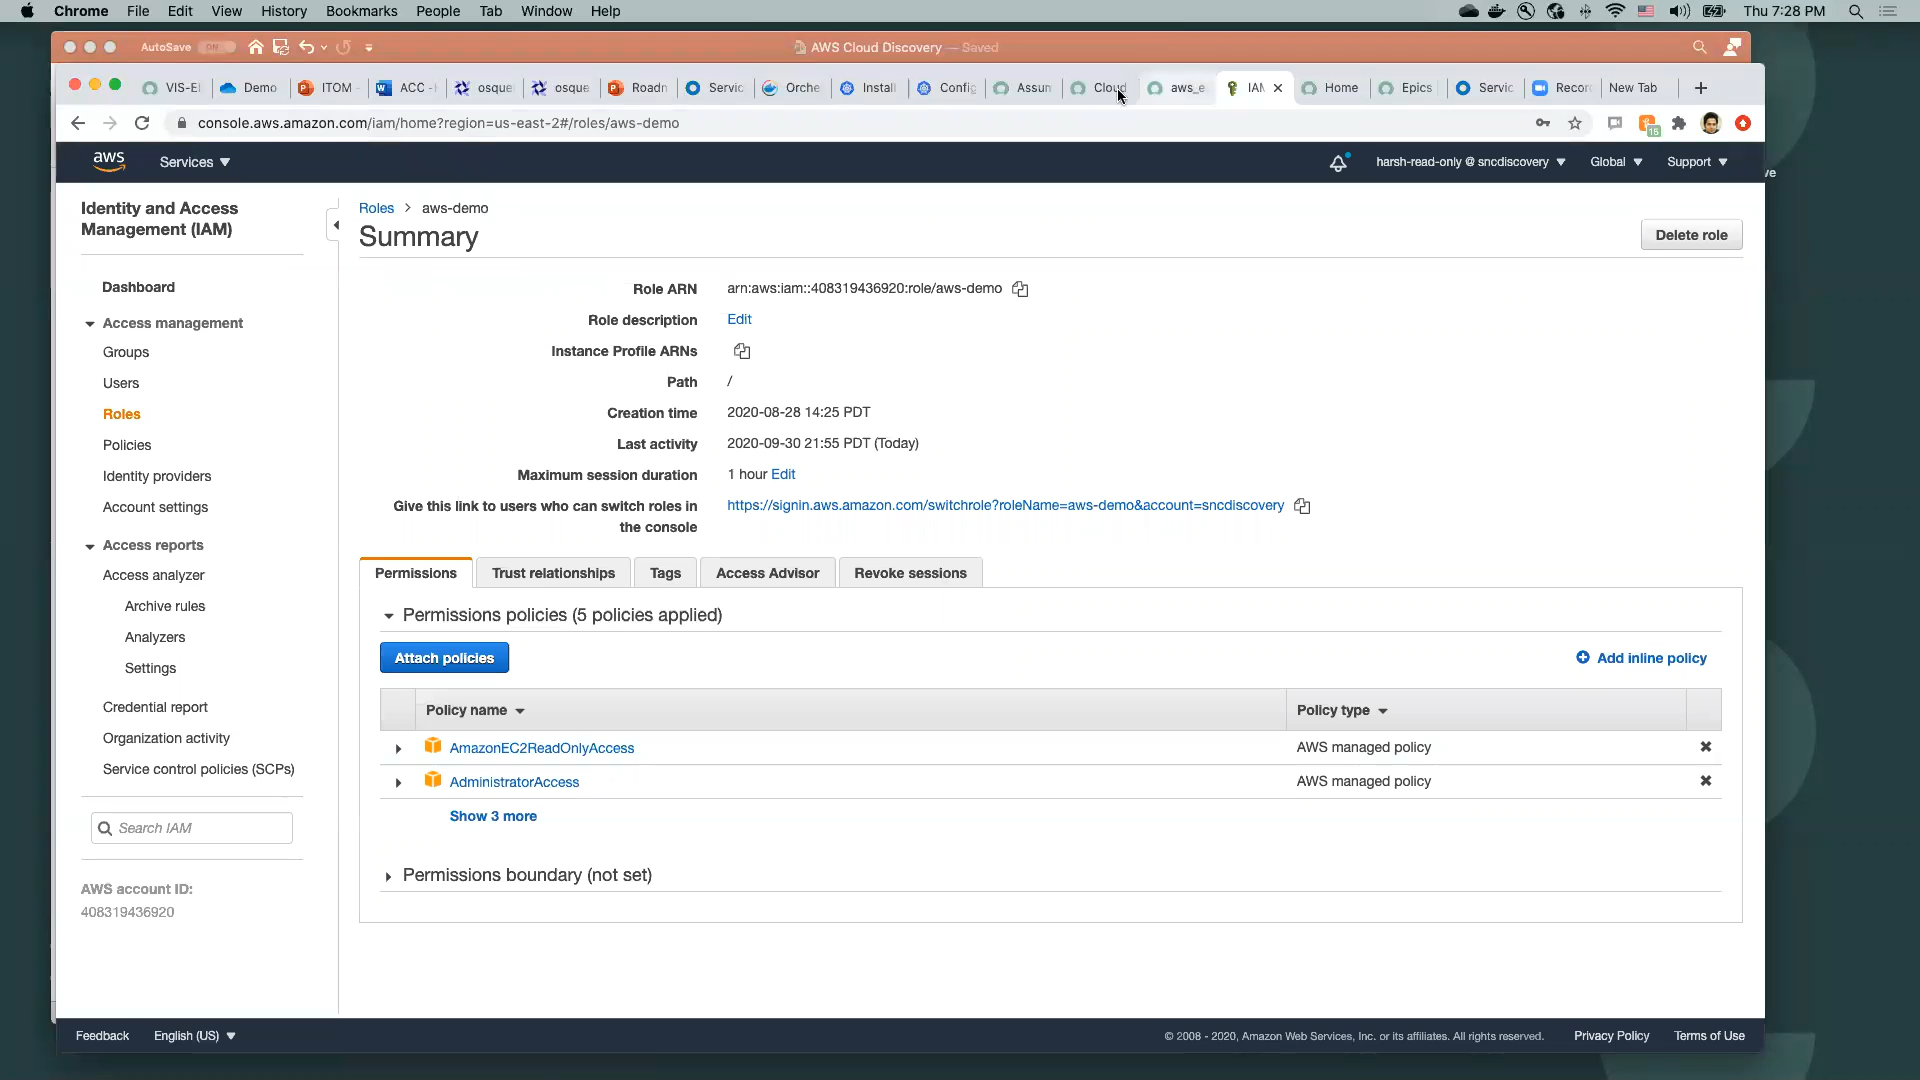 Chrome File Edit View History Bookmarks People Tab Window Help Thu 7:28 PM
AutoSave ON AWS Cloud Discovery — Saved
VIS-EI Demo ITOM ACC - osque osque Roadn Servic Orche Install Config Assum Cloud aws_e IAM Home Epics Servic Recor New Tab
console.aws.amazon.com/iam/home?region=us-east-2#/roles/aws-demo 15
aws Services harsh-read-only @ sncdiscovery Global Support
ve
Identity and Access
Management (IAM)
Dashboard
Access management
Groups
Users
Roles
Policies
Identity providers
Account settings
Access reports
Access analyzer
Archive rules
Analyzers
Settings
Credential report
Organization activity
Service control policies (SCPs)
Search IAM
AWS account ID:
408319436920
Roles > aws-demo
Summary
Delete role
Role ARN arn:aws:iam::408319436920:role/aws-demo
Role description Edit
Instance Profile ARNs
Path /
Creation time 2020-08-28 14:25 PDT
Last activity 2020-09-30 21:55 PDT (Today)
Maximum session duration 1 hour Edit
Give this link to users who can switch roles in https://signin.aws.amazon.com/switchrole?roleName=aws-demo&account=sncdiscovery
the console
Permissions Trust relationships Tags Access Advisor Revoke sessions
Permissions policies (5 policies applied)
Attach policies Add inline policy
Policy name Policy type
AmazonEC2ReadOnlyAccess AWS managed policy
AdministratorAccess AWS managed policy
Show 3 more
Permissions boundary (not set)
Feedback English (US) © 2008 - 2020, Amazon Web Services, Inc. or its affiliates. All rights reserved. Privacy Policy Terms of Use